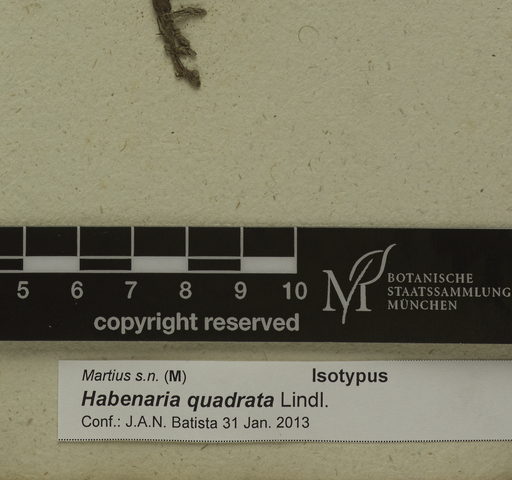 5 6 7 8 9 10
copyright reserved
BOTANISCHE
STAATSSAMMLUNG
MÜNCHEN
Martius s.n. (M) Isotypus
Habenaria quadrata Lindl.
Conf.: J.A.N. Batista 31 Jan. 2013